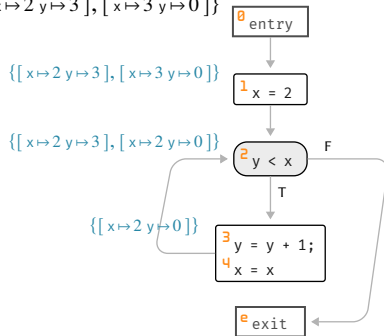 x↦2 y↦3 ], [ x↦3 y↦0 ]}
0 entry
{[ x↦2 y↦3 ], [ x↦3 y↦0 ]}
1 x = 2
{[ x↦2 y↦3 ], [ x↦2 y↦0 ]}
2 y < x
F
T
{[ x↦2 y↦0 ]}
3 y = y + 1;
4 x = x
e exit